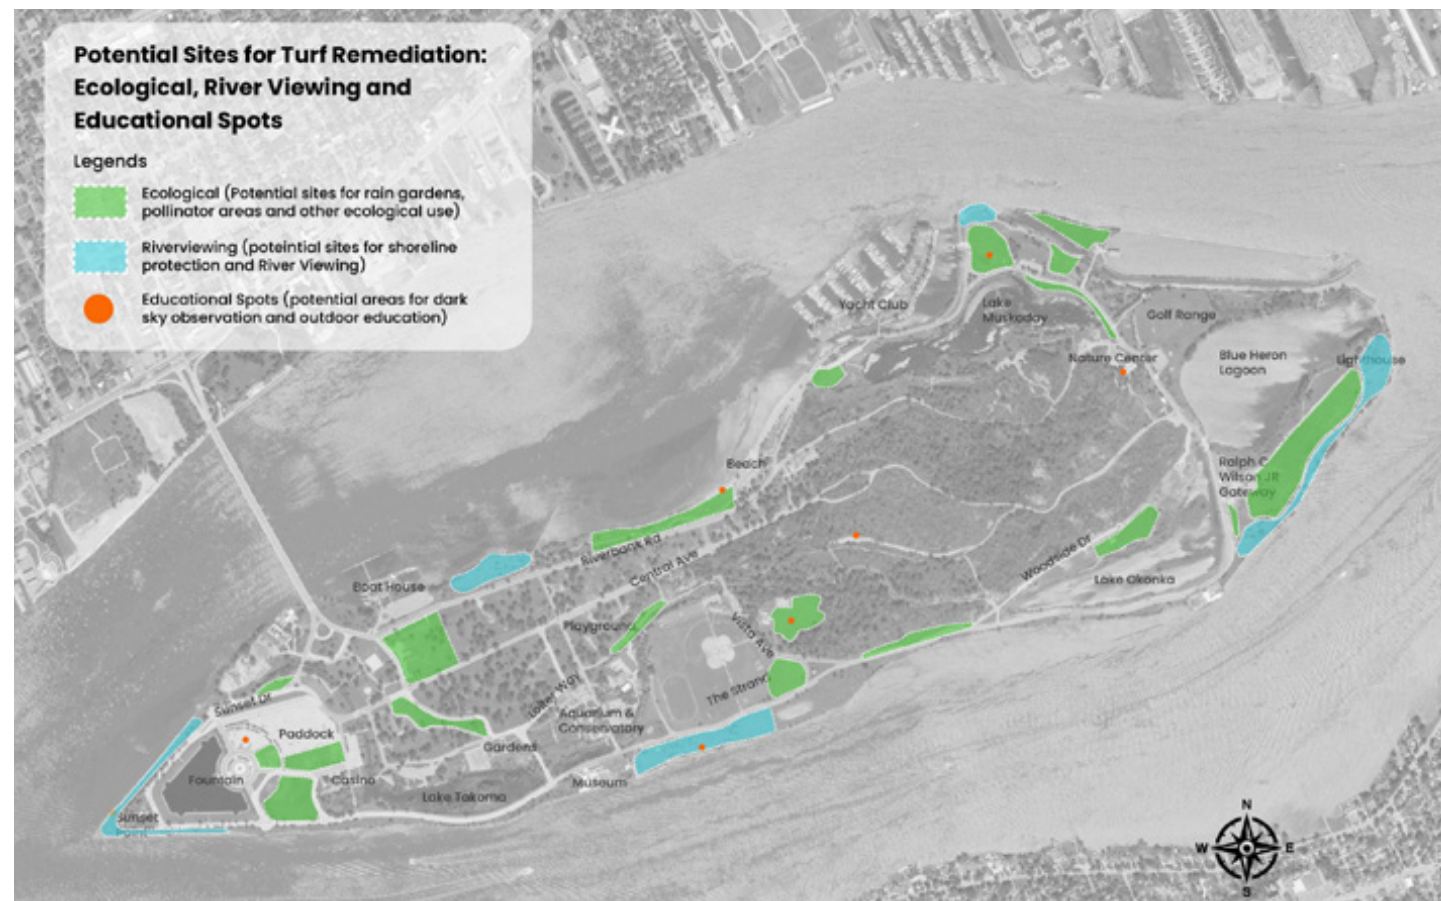 Potential Sites for Turf Remediation:
Ecological, River Viewing and
Educational Spots
Legends
Ecological (Potential sites for rain gardens,
pollinator areas and other ecological use)
Riverviewing (poteintial sites for shoreline
protection and River Viewing)
Educational Spots (potential areas for dark
sky observation and outdoor education)
Yacht Club
Lake
Muskoday
Golf Range
Nature Center
Blue Heron
Lagoon
Lighthouse
Beach
Ralph C
Wilson JR
Gateway
Riverbank Rd
Central Ave
Woodside Dr
Boat House
Lake Okonka
Playground
Vista Ave
The Strand
Loiter Way
Sunset Dr
Aquarium &
Conservatory
Paddock
Gardens
Fountain
Casino
Museum
Lake Takoma
Sunset
Point
N
W
E
S